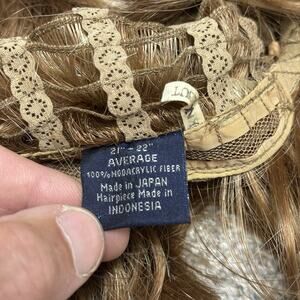 21" - 22"
AVERAGE
100% MODACRYLIC FIBER
Made in JAPAN
Hairpiece Made in
INDONESIA